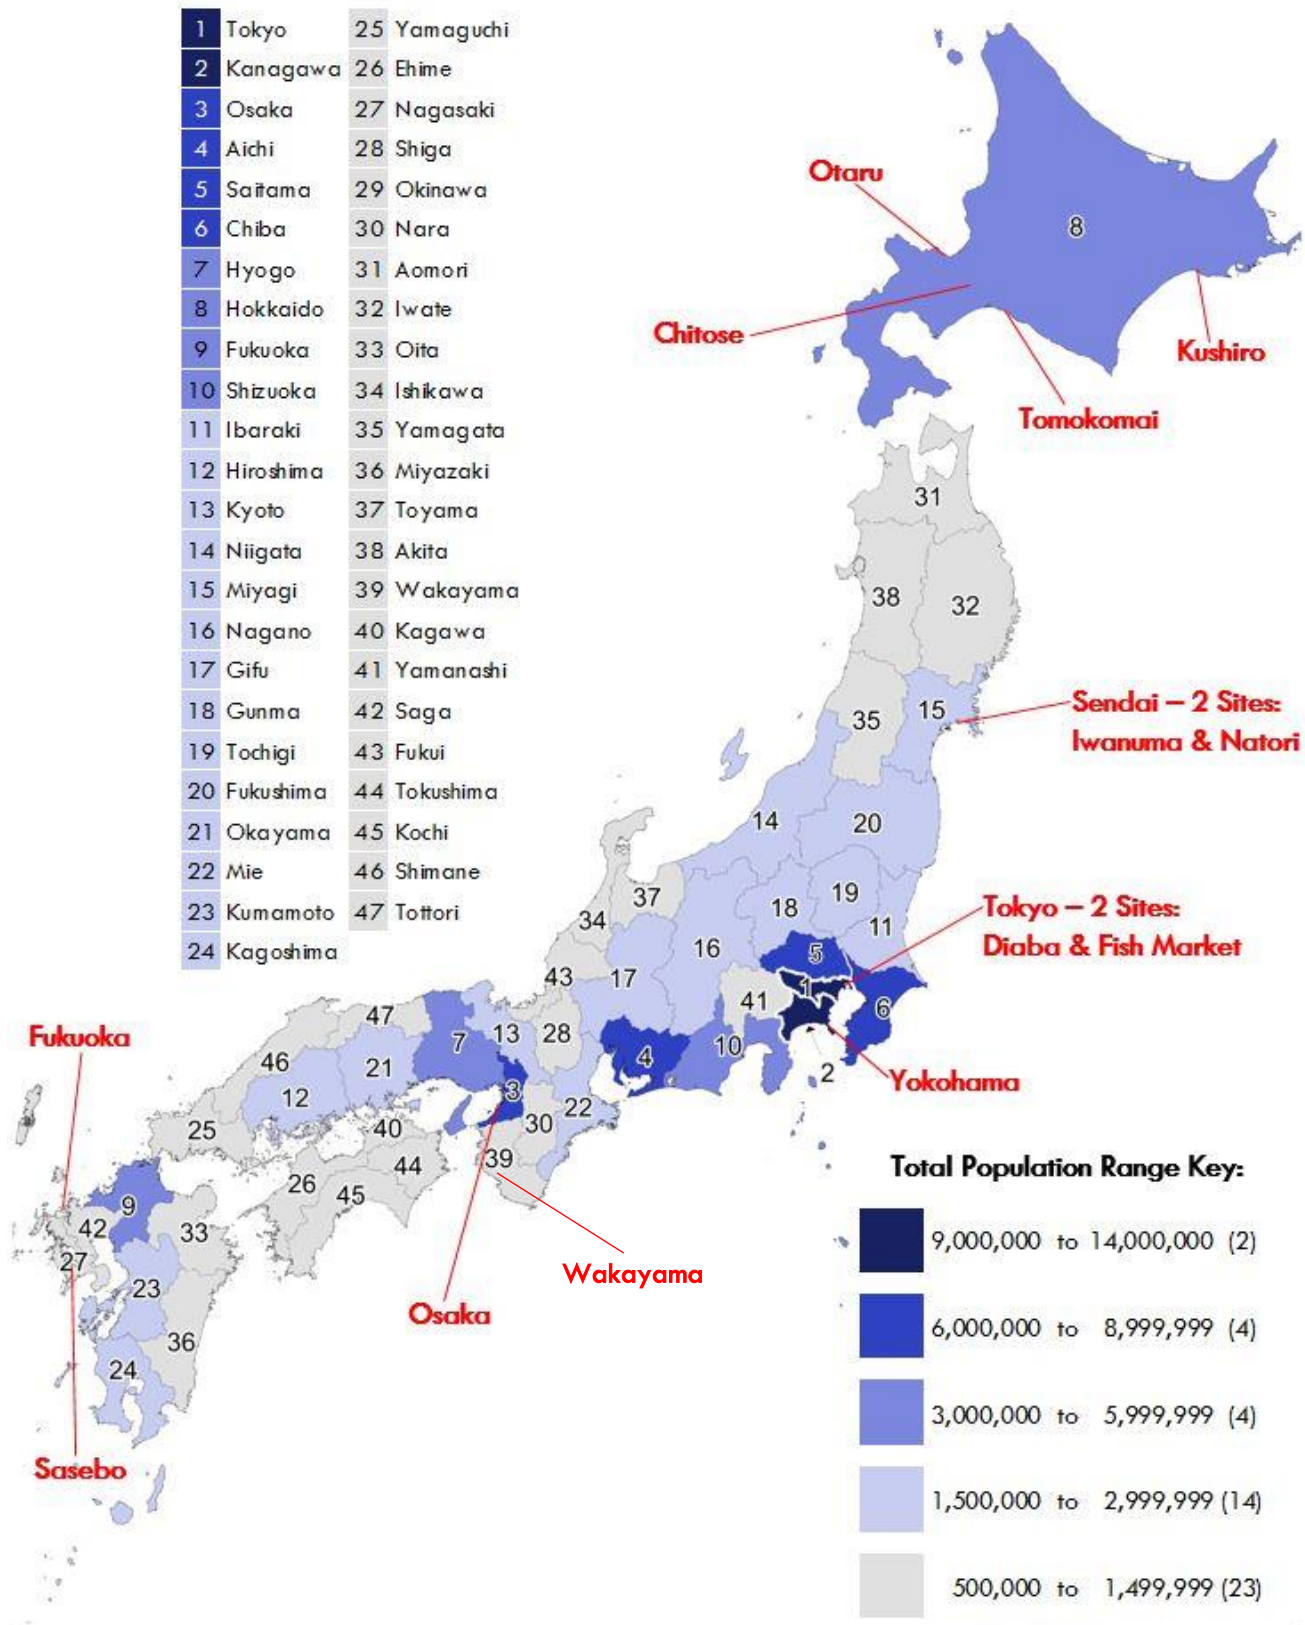 1 Tokyo
2 Kanagawa
3 Osaka
4 Aichi
5 Saitama
6 Chiba
7 Hyogo
8 Hokkaido
9 Fukuoka
10 Shizuoka
11 Ibaraki
12 Hiroshima
13 Kyoto
14 Niigata
15 Miyagi
16 Nagano
17 Gifu
18 Gunma
19 Tochigi
20 Fukushima
21 Okayama
22 Mie
23 Kumamoto
24 Kagoshima
25 Yamaguchi
26 Ehime
27 Nagasaki
28 Shiga
29 Okinawa
30 Nara
31 Aomori
32 Iwate
33 Oita
34 Ishikawa
35 Yamagata
36 Miyazaki
37 Toyama
38 Akita
39 Wakayama
40 Kagawa
41 Yamanashi
42 Saga
43 Fukui
44 Tokushima
45 Kochi
46 Shimane
47 Tottori
Otaru
8
Chitose
Kushiro
Tomokomai
31
38
32
35
15
Sendai – 2 Sites:
Iwanuma & Natori
14
20
37
34
18
19
11
Tokyo – 2 Sites:
Diaba & Fish Market
16
5
43
17
1
41
6
47
7
13
28
4
10
2
Yokohama
Fukuoka
46
21
12
3
22
30
25
40
39
44
26
45
9
42
33
27
23
36
24
Wakayama
Osaka
Sasebo
Total Population Range Key:
9,000,000 to 14,000,000 (2)
6,000,000 to 8,999,999 (4)
3,000,000 to 5,999,999 (4)
1,500,000 to 2,999,999 (14)
500,000 to 1,499,999 (23)